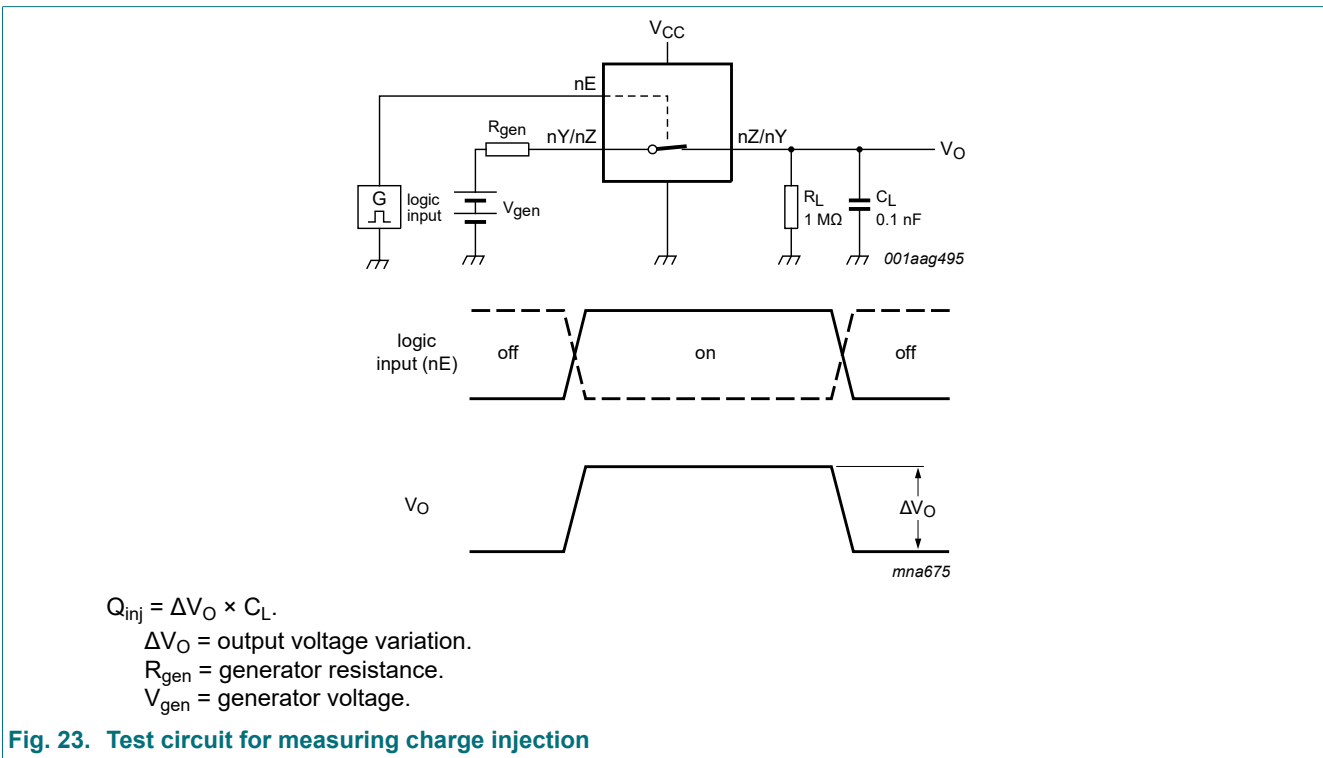 VCC
nE
Rgen
nY/nZ
nZ/nY
VO
G
logic
input
Vgen
RL
1 MΩ
CL
0.1 nF
001aag495
logic
input (nE)
off
on
off
VO
ΔVO
mna675
Qinj = ΔVO × CL.
ΔVO = output voltage variation.
Rgen = generator resistance.
Vgen = generator voltage.
Fig. 23. Test circuit for measuring charge injection